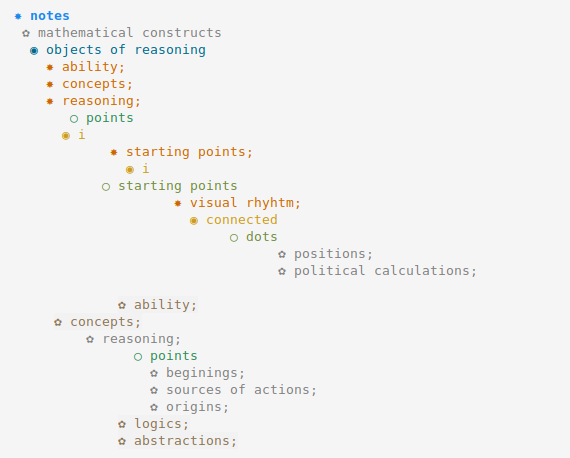 ✸ notes
✿ mathematical constructs
◉ objects of reasoning
✸ ability;
✸ concepts;
✸ reasoning;
○ points
◉ i
✸ starting points;
◉ i
○ starting points
✸ visual rhyhtm;
◉ connected
○ dots
✿ positions;
✿ political calculations;
✿ ability;
✿ concepts;
✿ reasoning;
○ points
✿ beginings;
✿ sources of actions;
✿ origins;
✿ logics;
✿ abstractions;